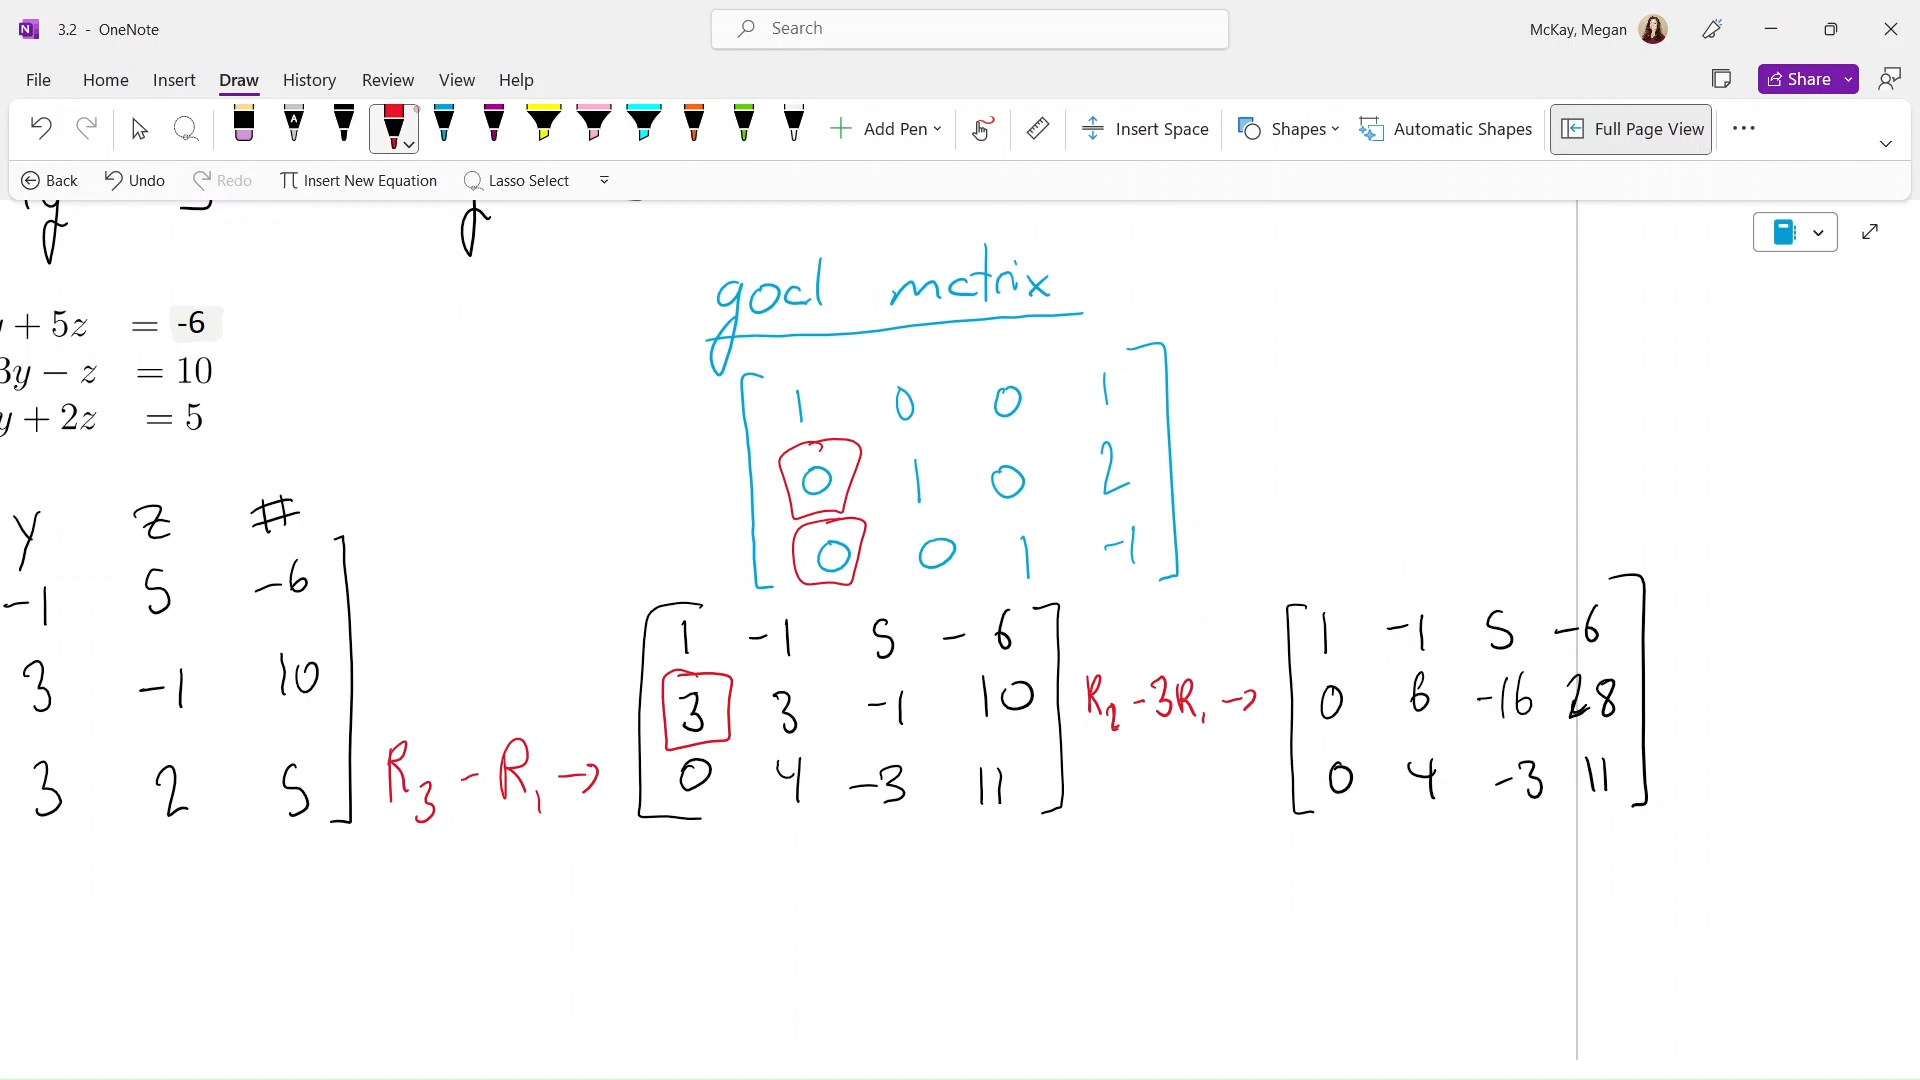 3.2 - OneNote
Search
McKay, Megan
File Home Insert Draw History Review View Help
Share
Add Pen
Insert Space
Shapes
Automatic Shapes
Full Page View
Back Undo Redo Insert New Equation Lasso Select
y y
goal matrix
+ 5z = -6
3y − z = 10
y + 2z = 5
1 0 0 1
0 1 0 2
0 0 1 -1
y z #
-1 5 -6
3 -1 10
3 2 5
R3 - R1 →
1 -1 5 -6
3 3 -1 10
0 4 -3 11
R2 - 3R1 →
1 -1 5 -6
0 6 -16 28
0 4 -3 11